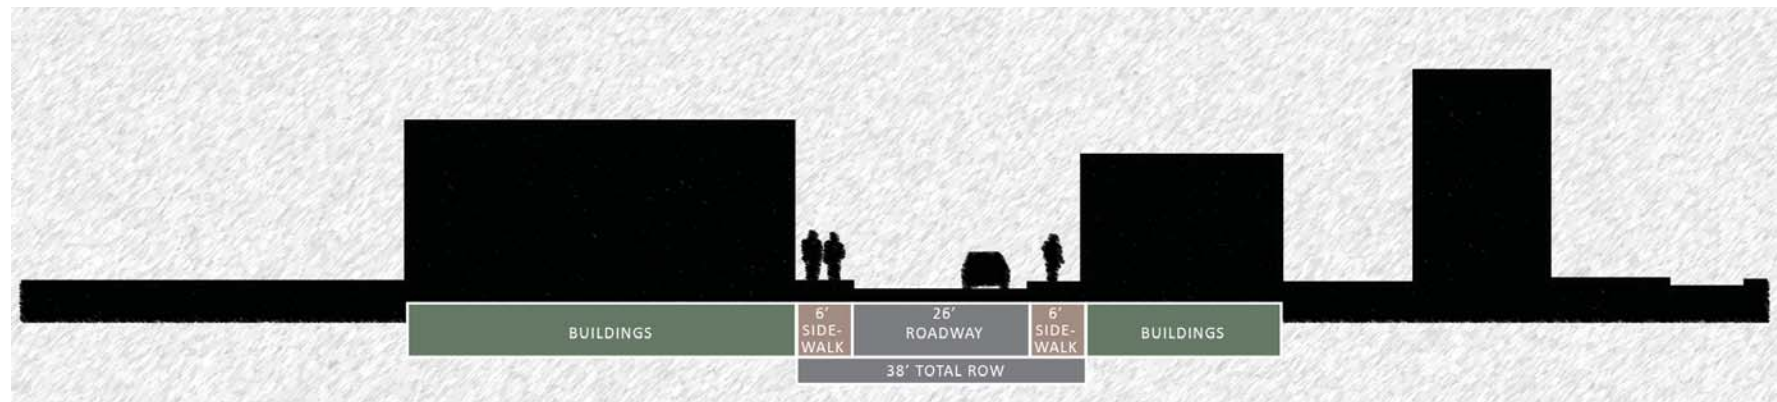 BUILDINGS
6’
SIDE-
WALK
26’
ROADWAY
6’
SIDE-
WALK
BUILDINGS
38’ TOTAL ROW